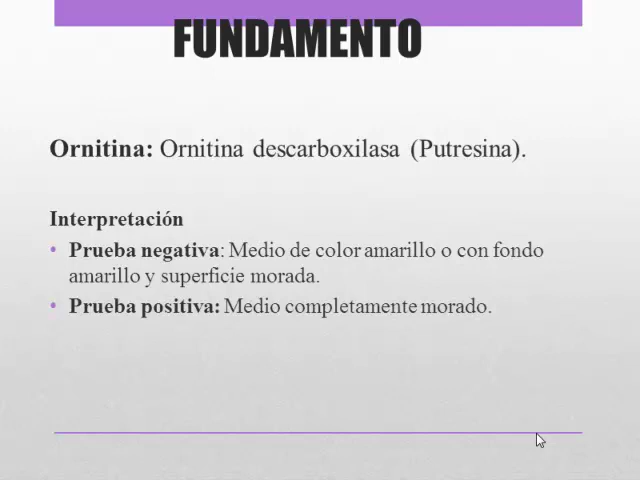 FUNDAMENTO
Ornitina: Ornitina descarboxilasa (Putresina).
Interpretación
• Prueba negativa: Medio de color amarillo o con fondo
amarillo y superficie morada.
• Prueba positiva: Medio completamente morado.